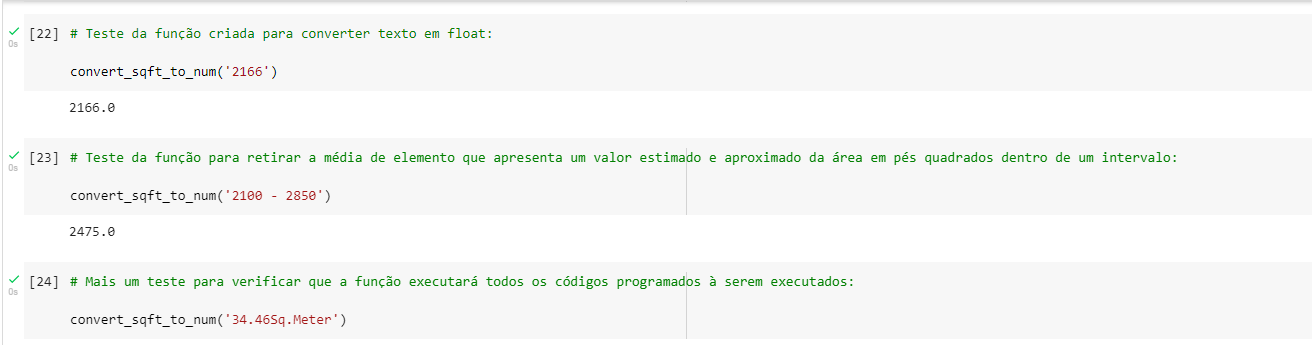 [22] # Teste da função criada para converter texto em float:
0s
convert_sqft_to_num('2166')
2166.0
[23] # Teste da função para retirar a média de elemento que apresenta um valor estimado e aproximado da área em pés quadrados dentro de um intervalo:
0s
convert_sqft_to_num('2100 - 2850')
2475.0
[24] # Mais um teste para verificar que a função executará todos os códigos programados à serem executados:
0s
convert_sqft_to_num('34.46Sq.Meter')